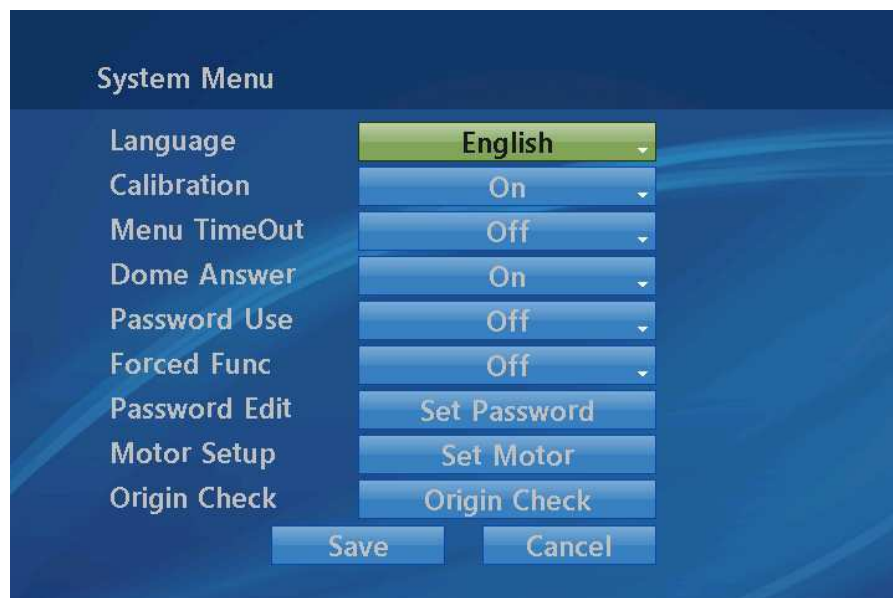 System Menu
Language English
Calibration On
Menu TimeOut Off
Dome Answer On
Password Use Off
Forced Func Off
Password Edit Set Password
Motor Setup Set Motor
Origin Check Origin Check
Save Cancel